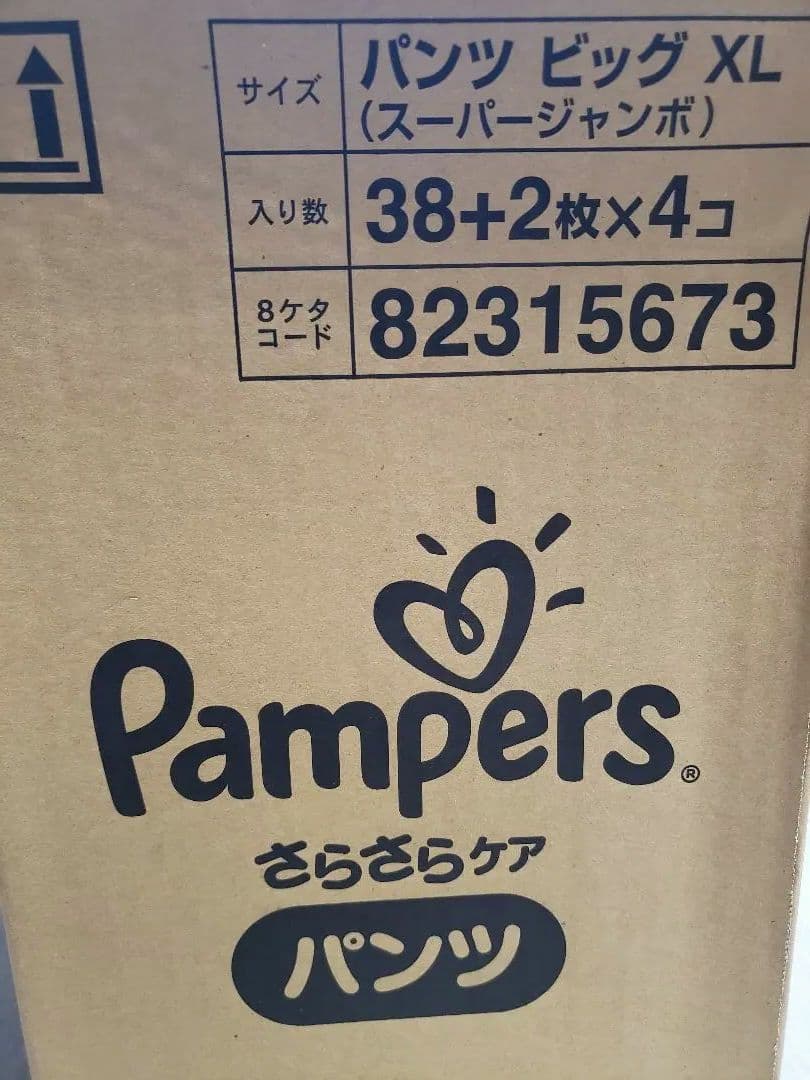 サイズ
パンツ ビッグ XL
(スーパージャンボ)
入り数
38+2枚×4コ
8ケタ
コード
82315673
Pampers®
さらさらケア
パンツ